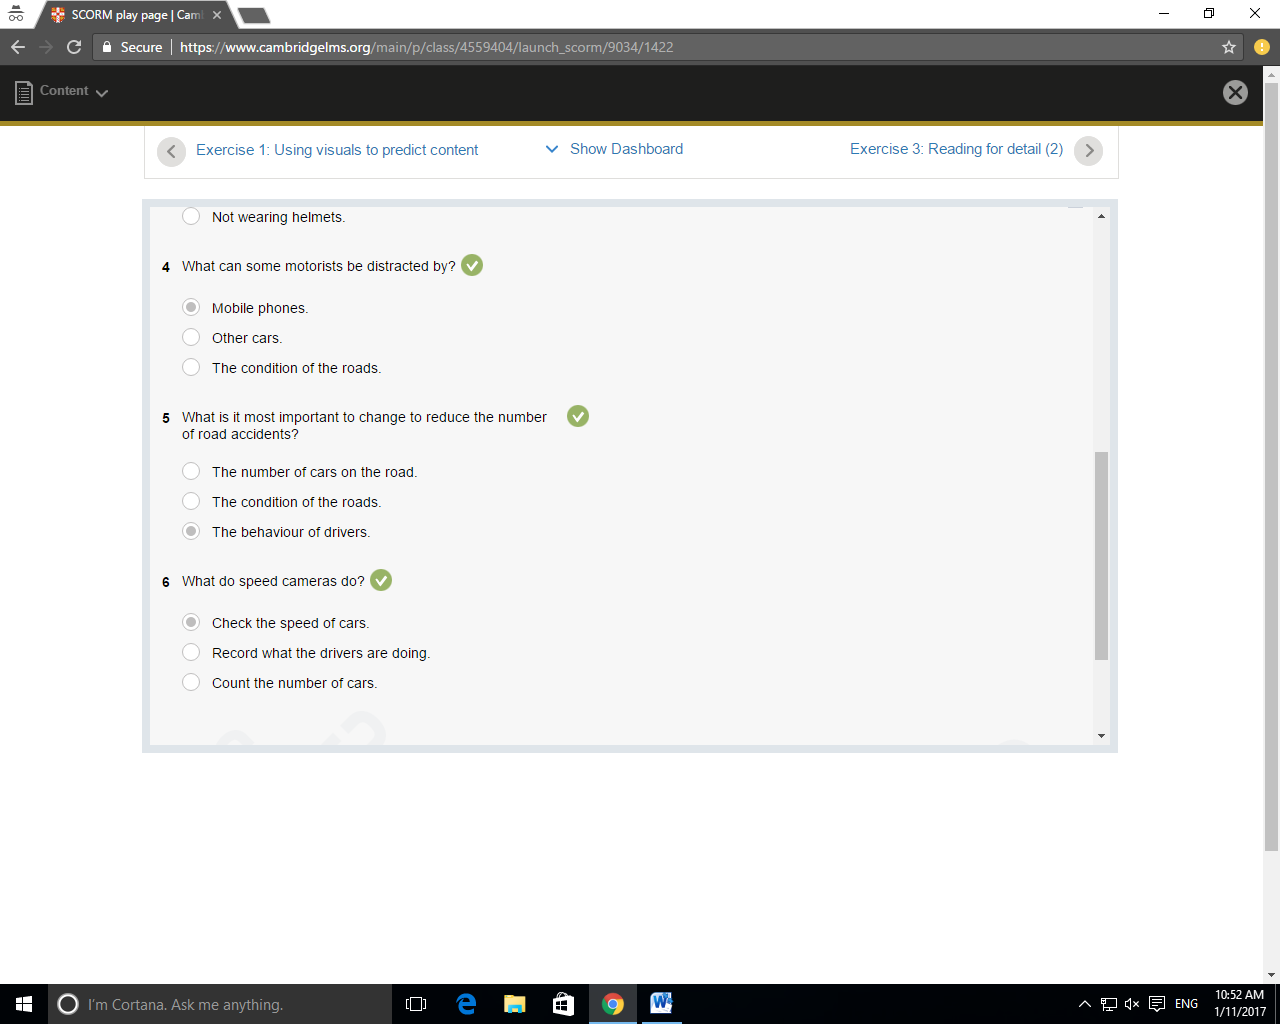 SCORM play page | Cam
Secure https://www.cambridgelms.org/main/p/class/4559404/launch_scorm/9034/1422
Content
Exercise 1: Using visuals to predict content Show Dashboard Exercise 3: Reading for detail (2)
Not wearing helmets.
4 What can some motorists be distracted by?
Mobile phones.
Other cars.
The condition of the roads.
5 What is it most important to change to reduce the number
of road accidents?
The number of cars on the road.
The condition of the roads.
The behaviour of drivers.
6 What do speed cameras do?
Check the speed of cars.
Record what the drivers are doing.
Count the number of cars.
I'm Cortana. Ask me anything.
ENG
10:52 AM
1/11/2017